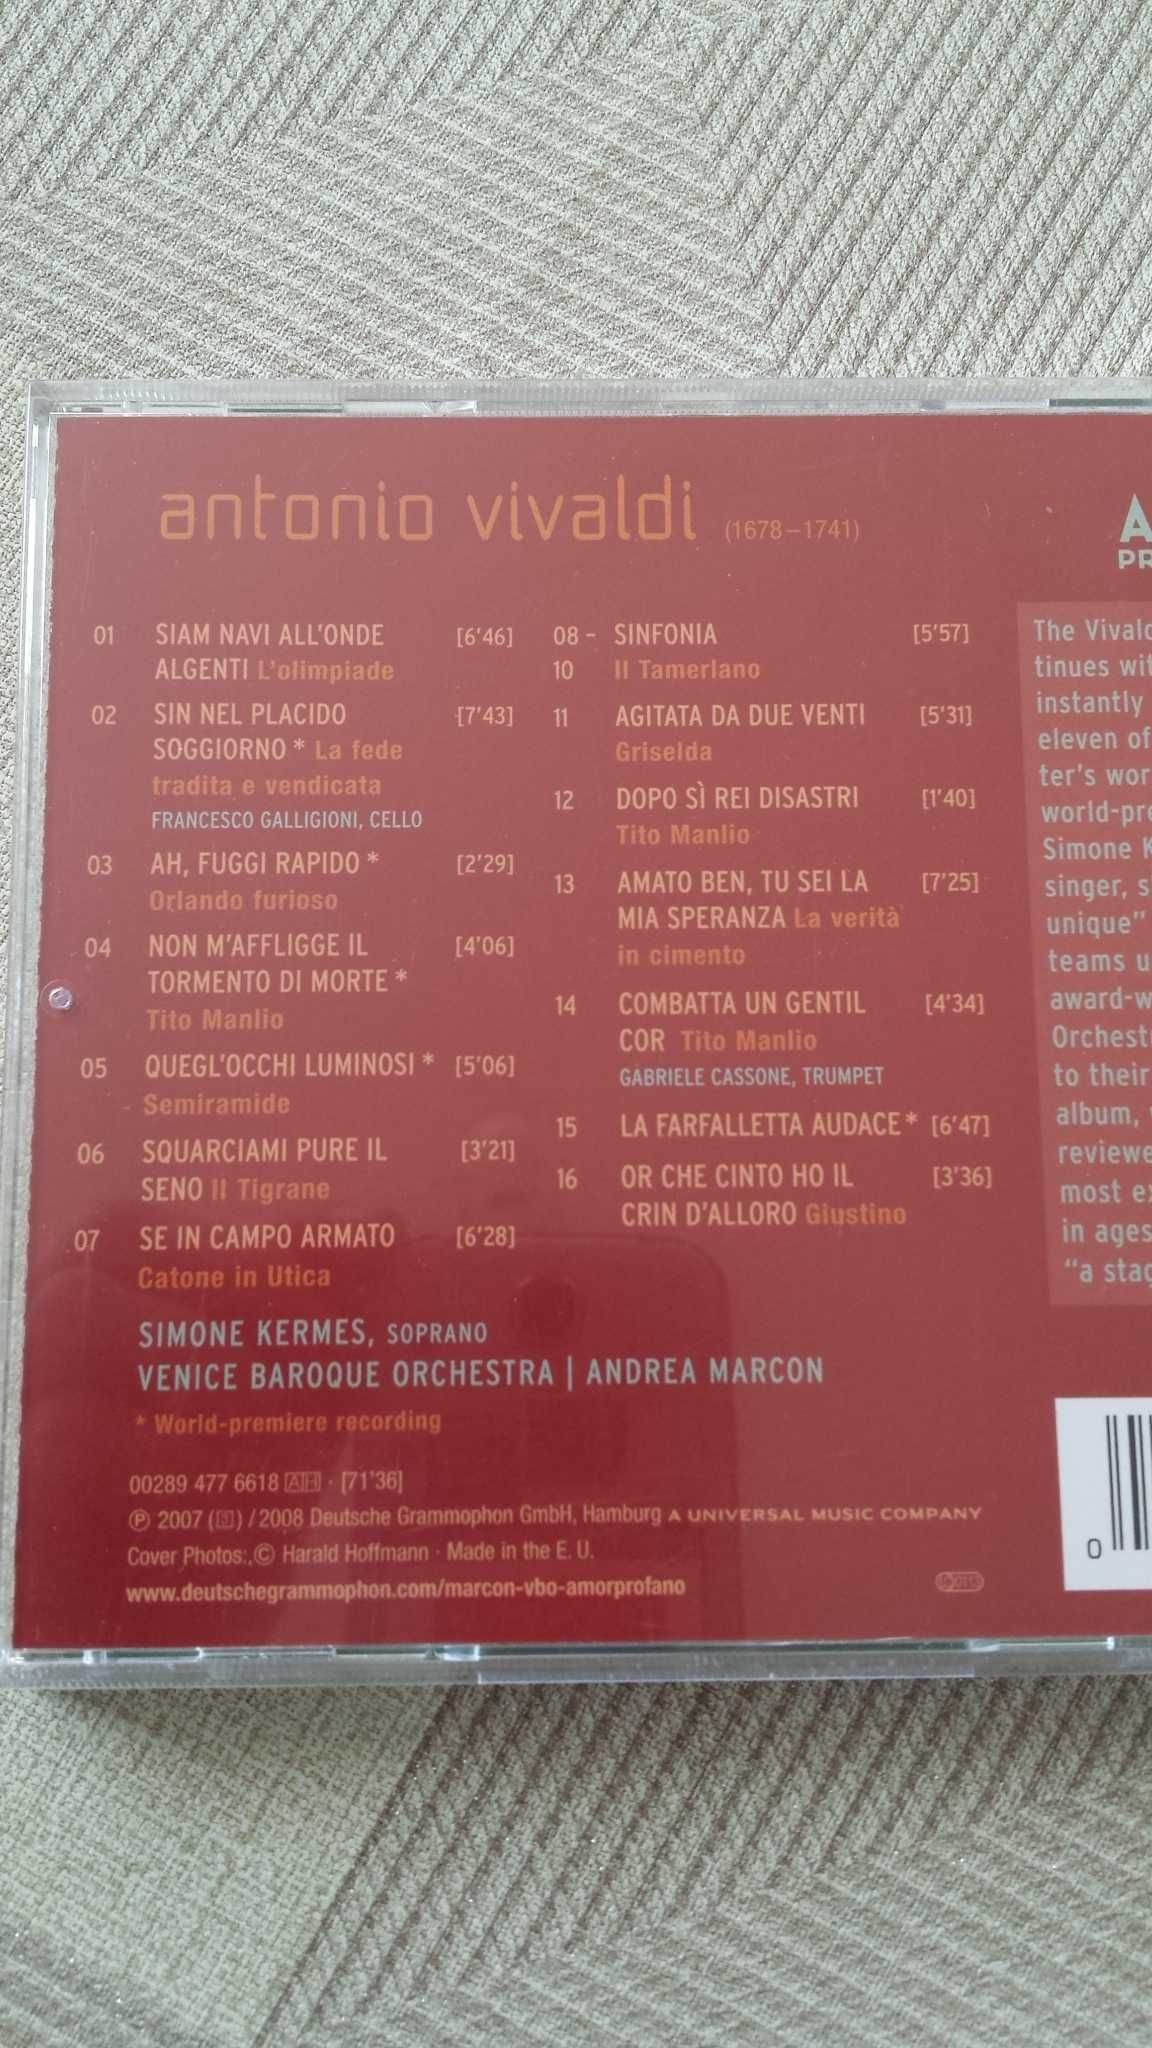 antonio vivaldi (1678–1741)
01 SIAM NAVI ALL'ONDE [6'46]
ALGENTI L'olimpiade
02 SIN NEL PLACIDO [7'43]
SOGGIORNO * La fede
tradita e vendicata
FRANCESCO GALLIGIONI, CELLO
03 AH, FUGGI RAPIDO * [2'29]
Orlando furioso
04 NON M'AFFLIGGE IL [4'06]
TORMENTO DI MORTE *
Tito Manlio
05 QUEGL'OCCHI LUMINOSI * [5'06]
Semiramide
06 SQUARCIAMI PURE IL [3'21]
SENO Il Tigrane
07 SE IN CAMPO ARMATO [6'28]
Catone in Utica
08 – SINFONIA [5'57]
10 Il Tamerlano
11 AGITATA DA DUE VENTI [5'31]
Griselda
12 DOPO SÌ REI DISASTRI [1'40]
Tito Manlio
13 AMATO BEN, TU SEI LA [7'25]
MIA SPERANZA La verità
in cimento
14 COMBATTA UN GENTIL [4'34]
COR Tito Manlio
GABRIELE CASSONE, TRUMPET
15 LA FARFALLETTA AUDACE * [6'47]
16 OR CHE CINTO HO IL [3'36]
CRIN D'ALLORO Giustino
SIMONE KERMES, SOPRANO
VENICE BAROQUE ORCHESTRA | ANDREA MARCON
* World-premiere recording
00289 477 6618 AH · [71'36]
℗ 2007 () / 2008 Deutsche Grammophon GmbH, Hamburg A UNIVERSAL MUSIC COMPANY
Cover Photos: © Harald Hoffmann · Made in the E. U.
www.deutschegrammophon.com/marcon-vbo-amorprofano
A
PR
The Vivald
tinues wit
instantly
eleven of
ter's wor
world-pre
Simone K
singer, s
unique"
teams u
award-w
Orchest
to their
album,
reviewe
most ex
in ages
"a stag
0